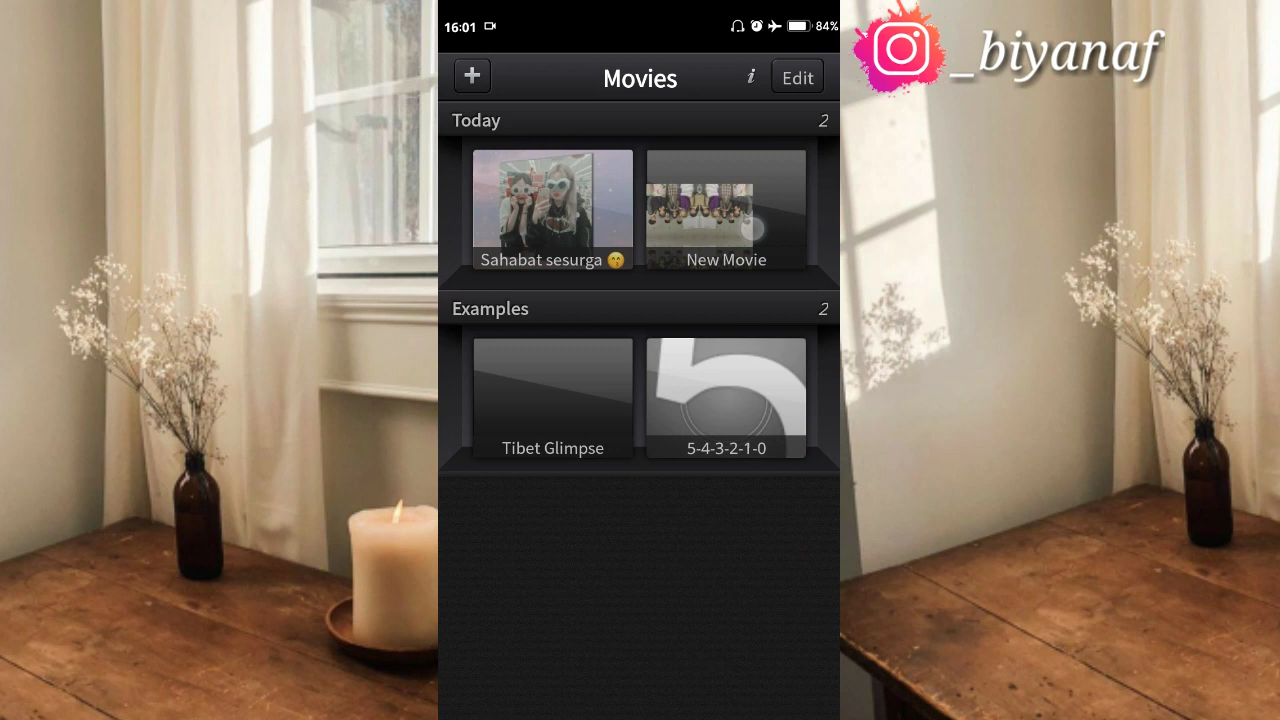 16:01
84%
_biyanaf
+
Movies
i
Edit
Today
2
Sahabat sesurga 😙
New Movie
Examples
2
Tibet Glimpse
5
5-4-3-2-1-0